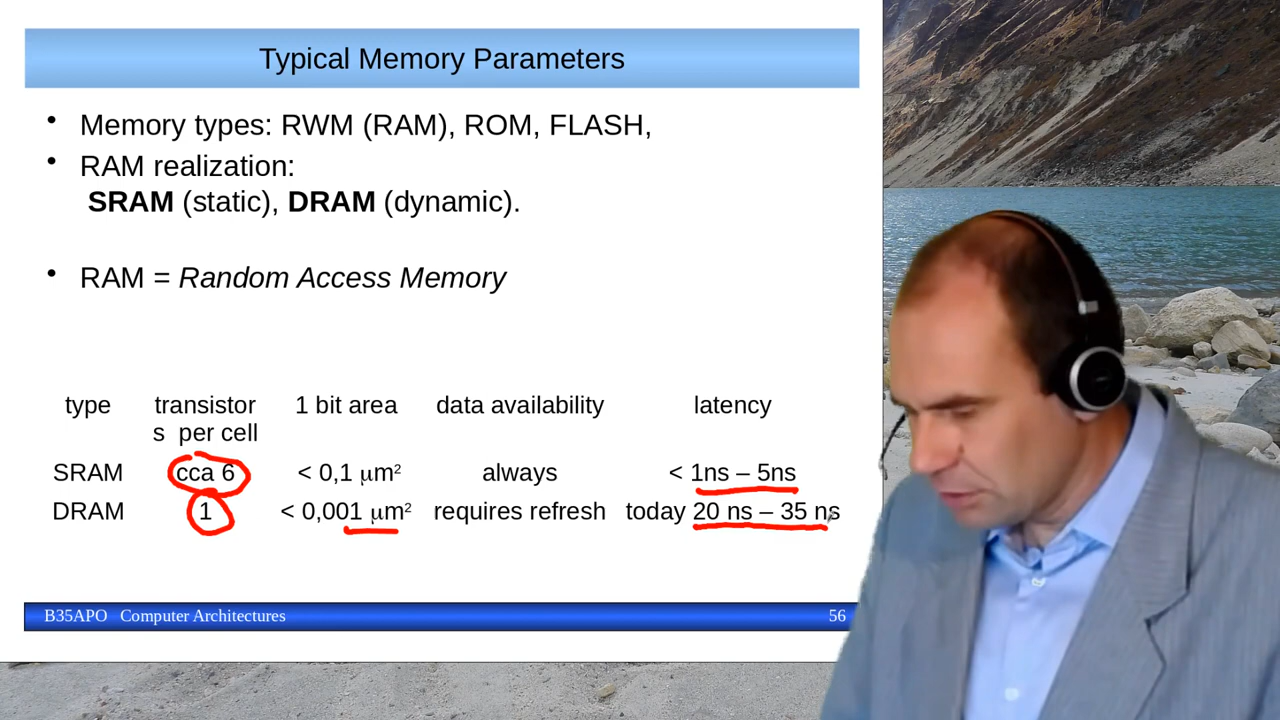 Typical Memory Parameters
• Memory types: RWM (RAM), ROM, FLASH,
• RAM realization:
SRAM (static), DRAM (dynamic).
• RAM = Random Access Memory
type transistor 1 bit area data availability latency
s per cell
SRAM cca 6 < 0,1 μm² always < 1ns – 5ns
DRAM 1 < 0,001 μm² requires refresh today 20 ns – 35 ns
B35APO Computer Architectures 56